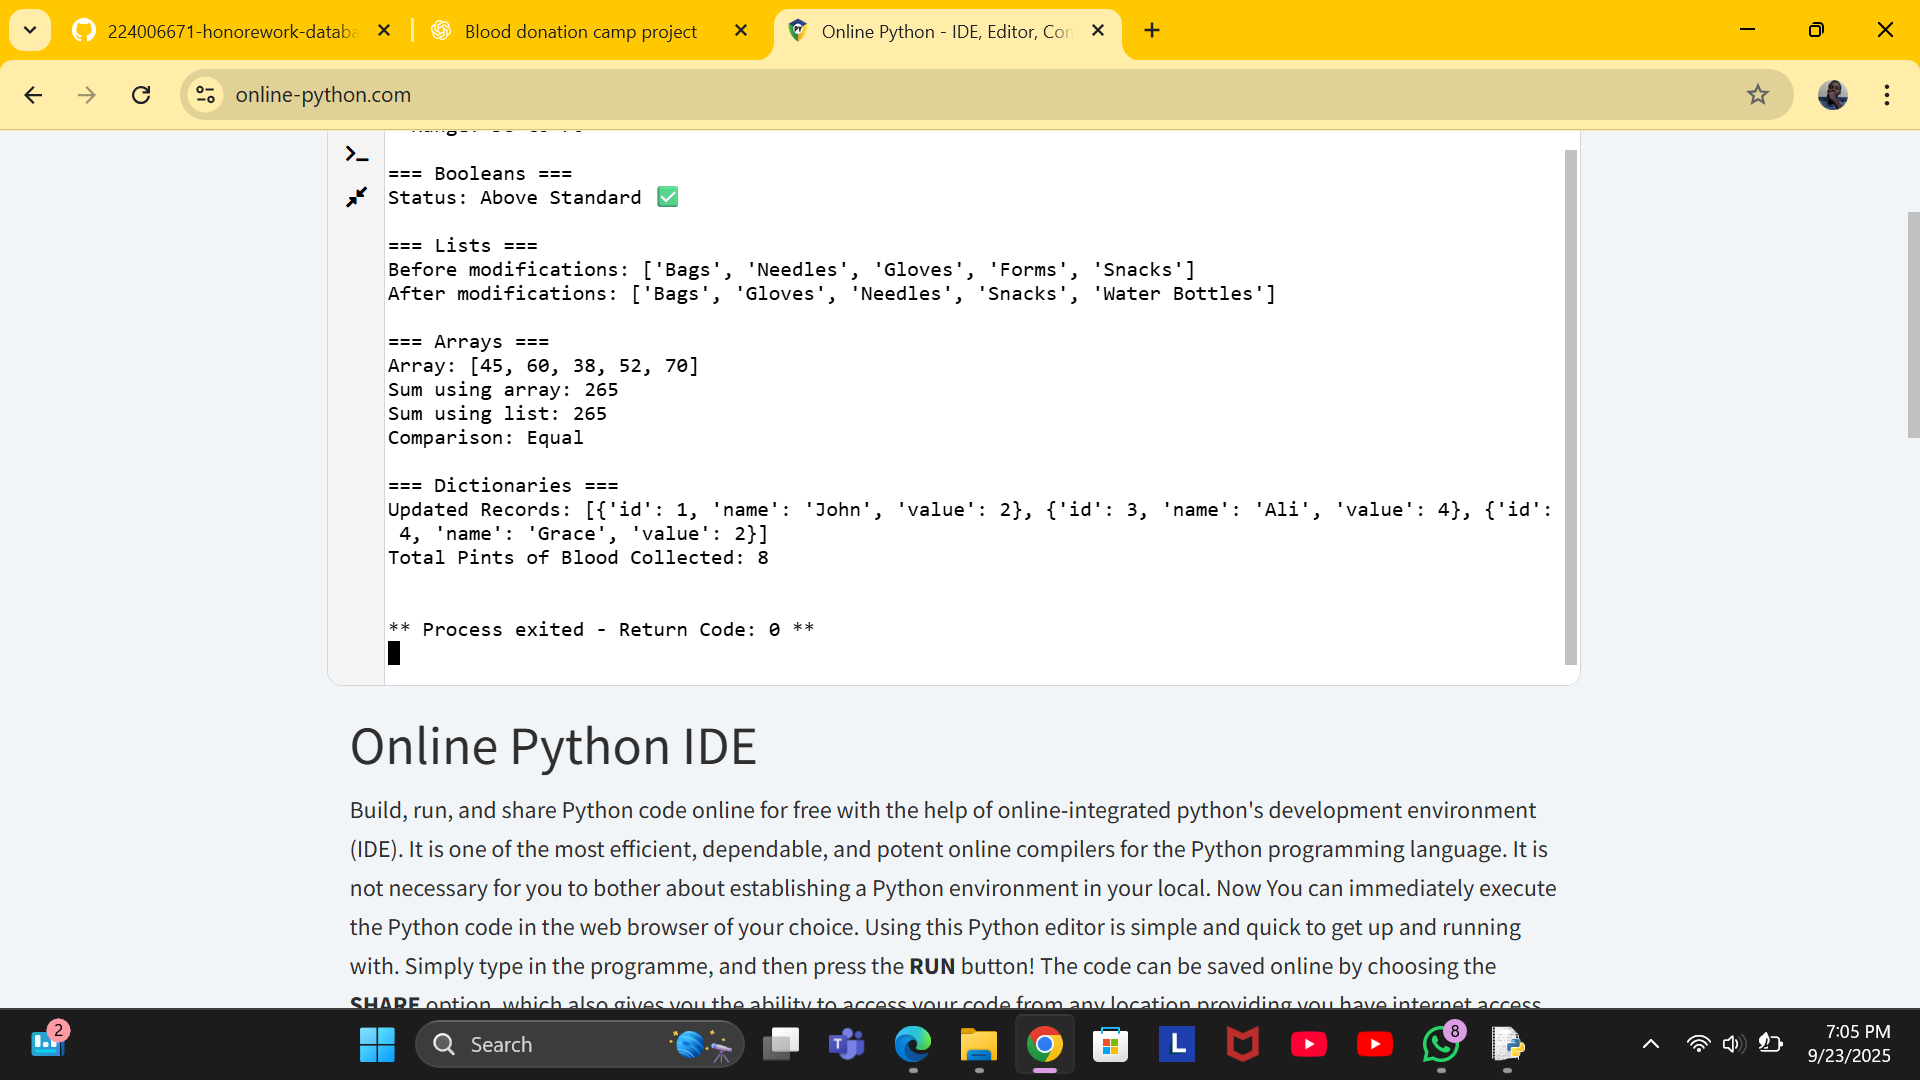 224006671-honorework-databa
Blood donation camp project
Online Python - IDE, Editor, Con
online-python.com
=== Booleans ===
Status: Above Standard ✅
=== Lists ===
Before modifications: ['Bags', 'Needles', 'Gloves', 'Forms', 'Snacks']
After modifications: ['Bags', 'Gloves', 'Needles', 'Snacks', 'Water Bottles']
=== Arrays ===
Array: [45, 60, 38, 52, 70]
Sum using array: 265
Sum using list: 265
Comparison: Equal
=== Dictionaries ===
Updated Records: [{'id': 1, 'name': 'John', 'value': 2}, {'id': 3, 'name': 'Ali', 'value': 4}, {'id':
4, 'name': 'Grace', 'value': 2}]
Total Pints of Blood Collected: 8
** Process exited - Return Code: 0 **
Online Python IDE
Build, run, and share Python code online for free with the help of online-integrated python's development environment
(IDE). It is one of the most efficient, dependable, and potent online compilers for the Python programming language. It is
not necessary for you to bother about establishing a Python environment in your local. Now You can immediately execute
the Python code in the web browser of your choice. Using this Python editor is simple and quick to get up and running
with. Simply type in the programme, and then press the RUN button! The code can be saved online by choosing the
SHARE option, which also gives you the ability to access your code from any location providing you have internet access.
2
Search
L
8
7:05 PM
9/23/2025